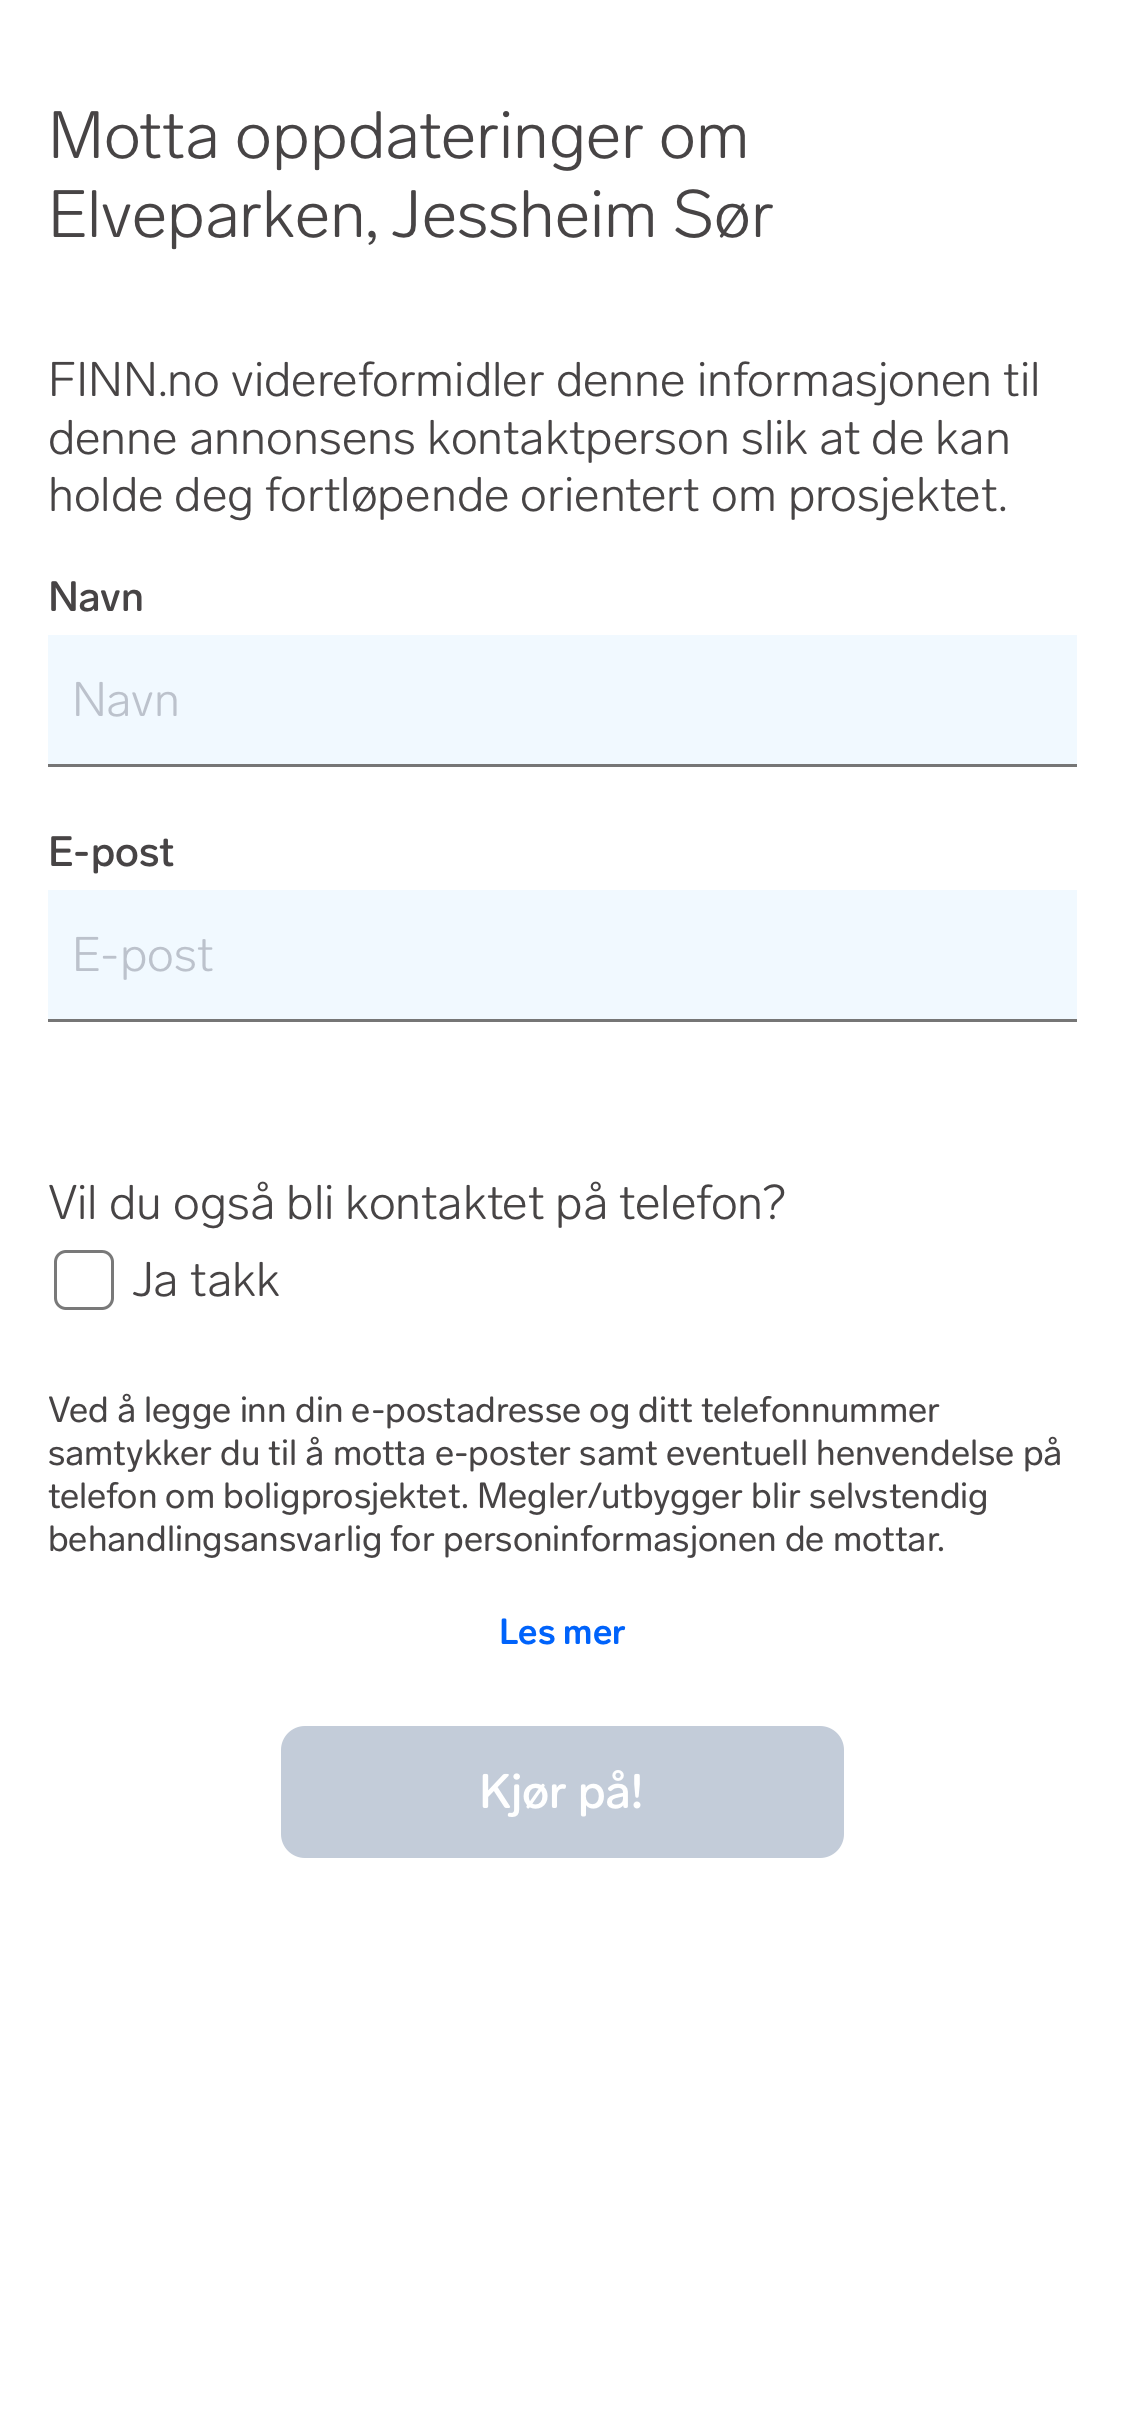 Motta oppdateringer om
Elveparken, Jessheim Sør
FINN.no videreformidler denne informasjonen til
denne annonsens kontaktperson slik at de kan
holde deg fortløpende orientert om prosjektet.
Navn
Navn
E-post
E-post
Vil du også bli kontaktet på telefon?
Ja takk
Ved å legge inn din e-postadresse og ditt telefonnummer
samtykker du til å motta e-poster samt eventuell henvendelse på
telefon om boligprosjektet. Megler/utbygger blir selvstendig
behandlingsansvarlig for personinformasjonen de mottar.
Les mer
Kjør på!